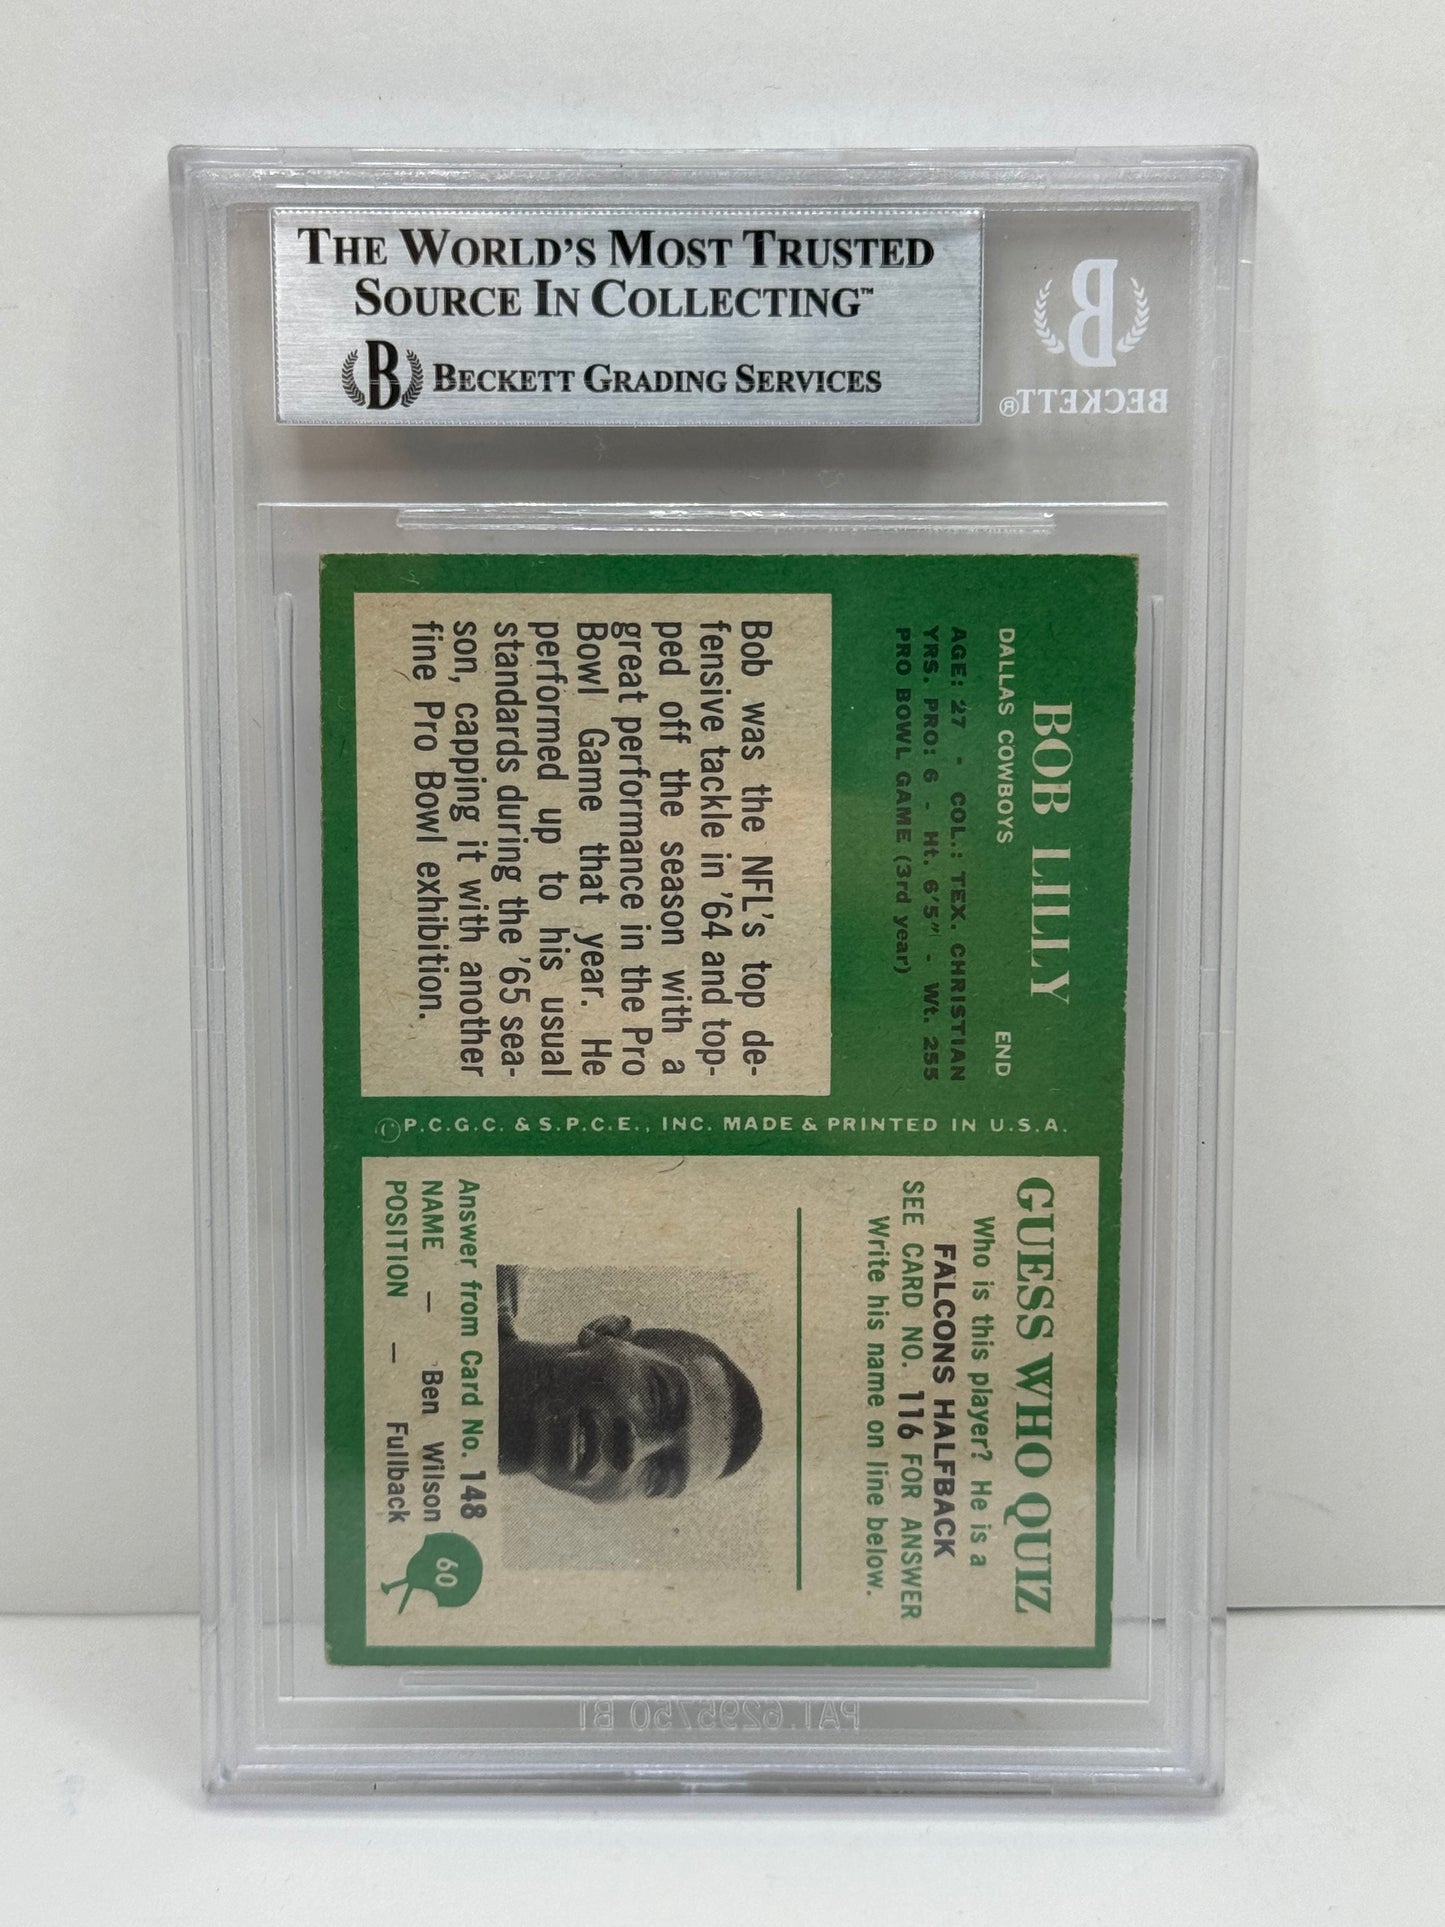 THE WORLD'S MOST TRUSTED
SOURCE IN COLLECTING™
B BECKETT GRADING SERVICES
B
BECKETT®
BOB LILLY
DALLAS COWBOYS END
AGE: 27 - COL.: TEX. CHRISTIAN
YRS. PRO: 6 - Ht. 6'5" - Wt. 255
PRO BOWL GAME (3rd year)
Bob was the NFL's top de-
fensive tackle in '64 and top-
ped off the season with a
great performance in the Pro
Bowl Game that year. He
performed up to his usual
standards during the '65 sea-
son, capping it with another
fine Pro Bowl exhibition.
©P.C.G.C. & S.P.C.E., INC. MADE & PRINTED IN U.S.A.
GUESS WHO QUIZ
Who is this player? He is a
FALCONS HALFBACK
SEE CARD NO. 116 FOR ANSWER
Write his name on line below.
Answer from Card No. 148
NAME — Ben Wilson
POSITION — Fullback
60
PAT. 6295750 B1